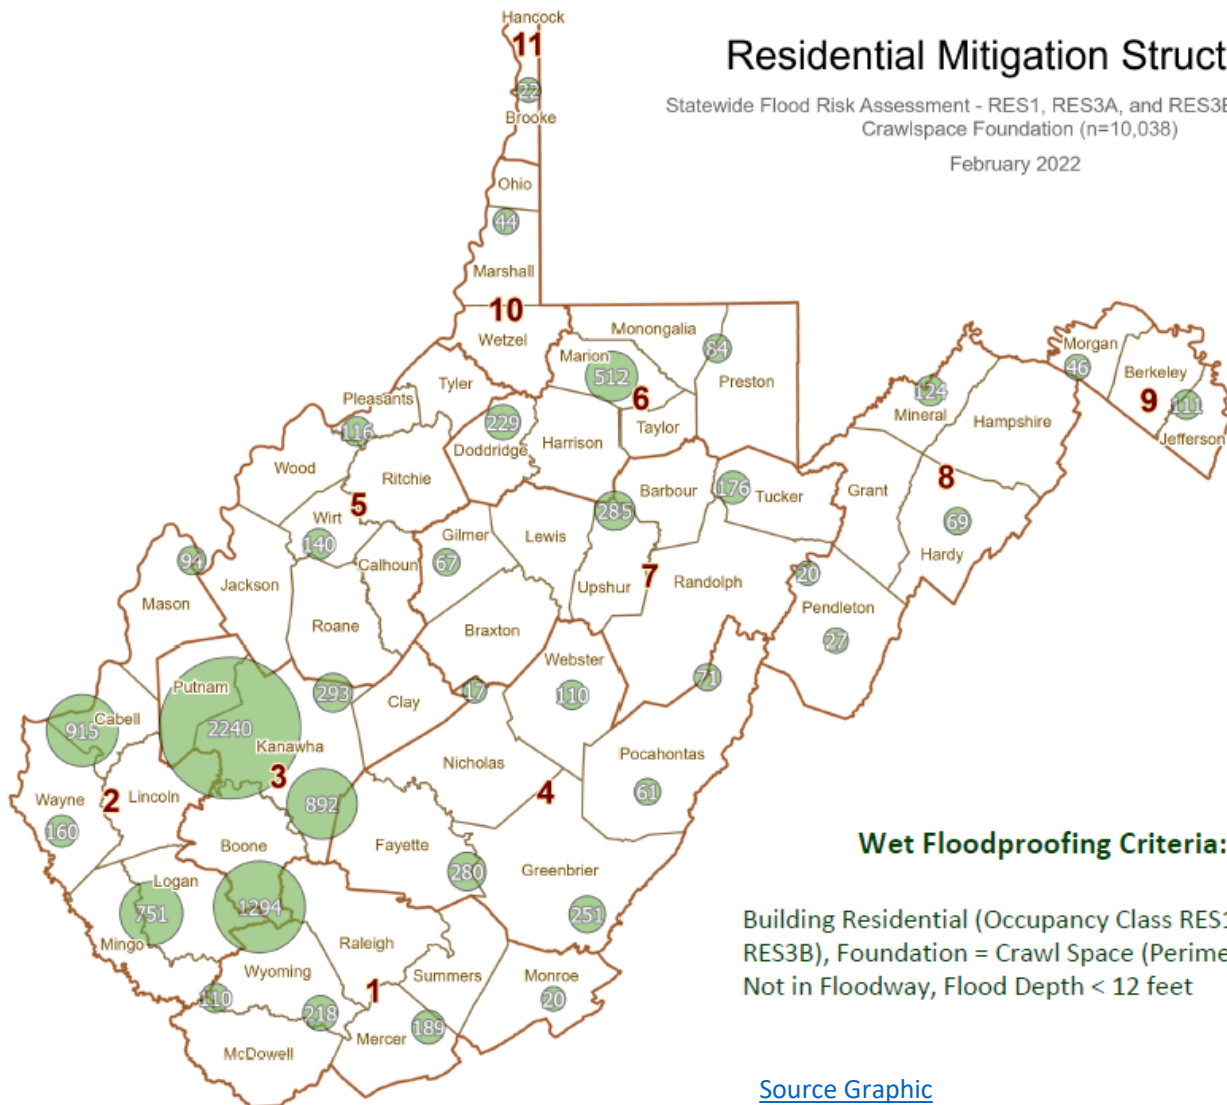 Hancock
11
Residential Mitigation Struct
22
Statewide Flood Risk Assessment - RES1, RES3A, and RES3B
Brooke
Crawlspace Foundation (n=10,038)
February 2022
Ohio
44
Marshall
10
Wetzel
Monongalia
84
Marion
512
Preston
6
Taylor
Morgan
46
Berkeley
9
111
Jefferson
Tyler
Pleasants
116
229
Doddridge
Harrison
124
Mineral
Hampshire
Wood
Ritchie
5
Wirt
140
Barbour
176
Tucker
Grant
8
69
Hardy
285
Gilmer
67
Lewis
Calhoun
94
Jackson
Mason
Upshur
7
Randolph
20
Pendleton
27
Roane
Braxton
Webster
110
71
Putnam
2240
293
Clay
17
Cabell
915
Kanawha
3
Nicholas
4
Pocahontas
61
Wayne
2
Lincoln
160
892
Boone
Fayette
280
Greenbrier
251
Wet Floodproofing Criteria:
Logan
751
1294
Mingo
Raleigh
Building Residential (Occupancy Class RES1
RES3B), Foundation = Crawl Space (Perime
Not in Floodway, Flood Depth < 12 feet
Wyoming
110
218
1
Summers
Monroe
20
189
Mercer
McDowell
Source Graphic